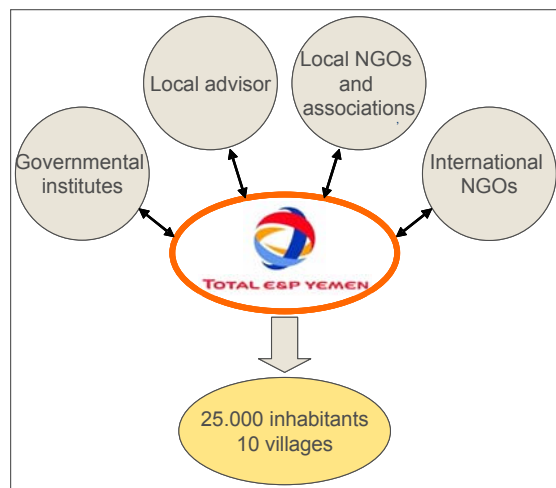 Local advisor
Local NGOs
and
associations
Governmental
institutes
International
NGOs
TOTAL E&P YEMEN
25.000 inhabitants
10 villages